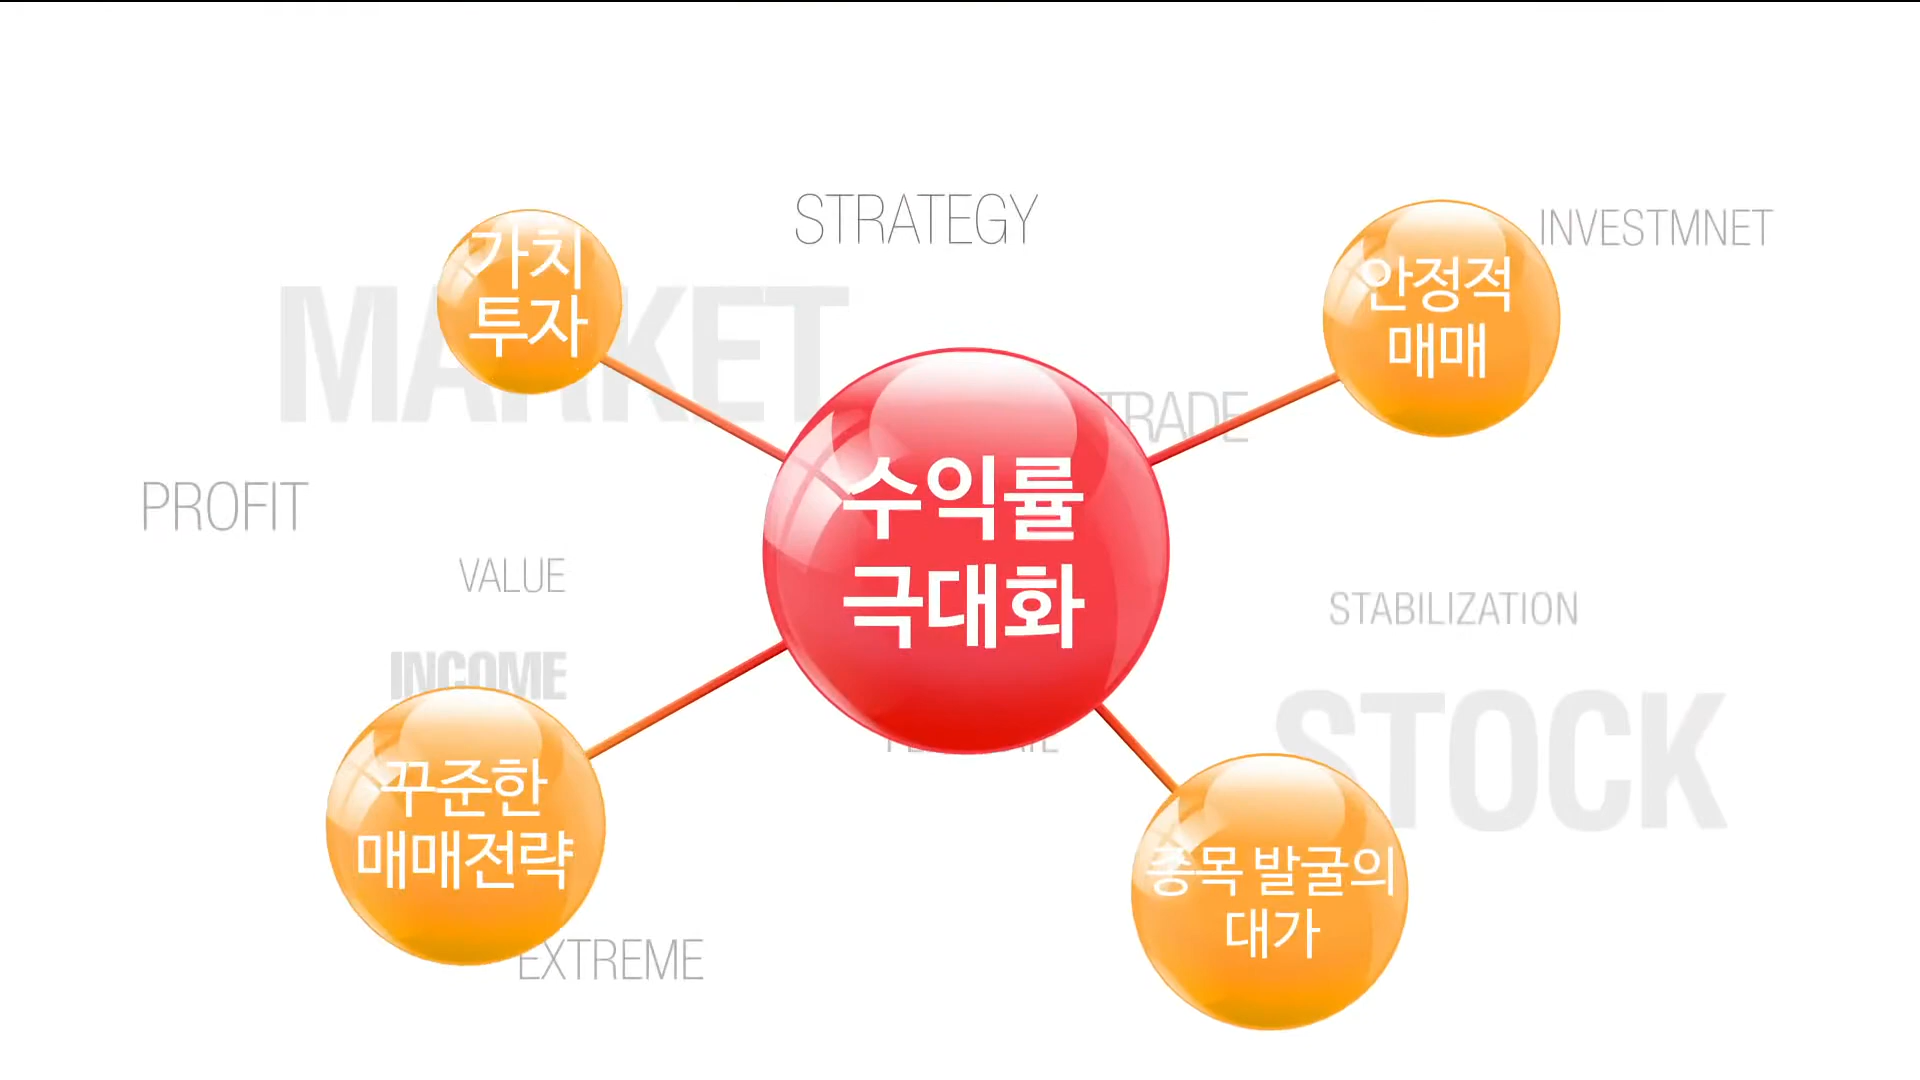 STRATEGY
INVESTMNET
가치
투자
안정적
매매
MARKET
TRADE
수익률
극대화
PROFIT
VALUE
STABILIZATION
INCOME
STOCK
꾸준한
매매전략
종목 발굴의
대가
EXTREME